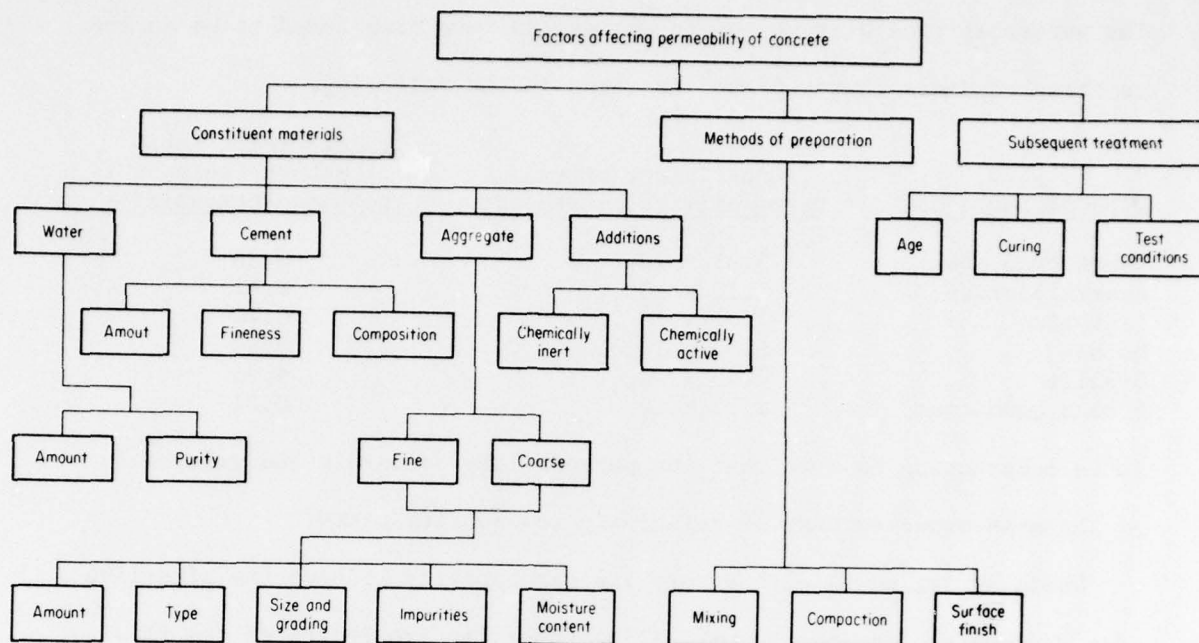 Factors affecting permeability of concrete
Constituent materials
Methods of preparation
Subsequent treatment
Water
Cement
Aggregate
Additions
Age
Curing
Test
conditions
Amout
Fineness
Composition
Chemically
inert
Chemically
active
Amount
Purity
Fine
Coarse
Amount
Type
Size and
grading
Impurities
Moisture
content
Mixing
Compaction
Surface
finish